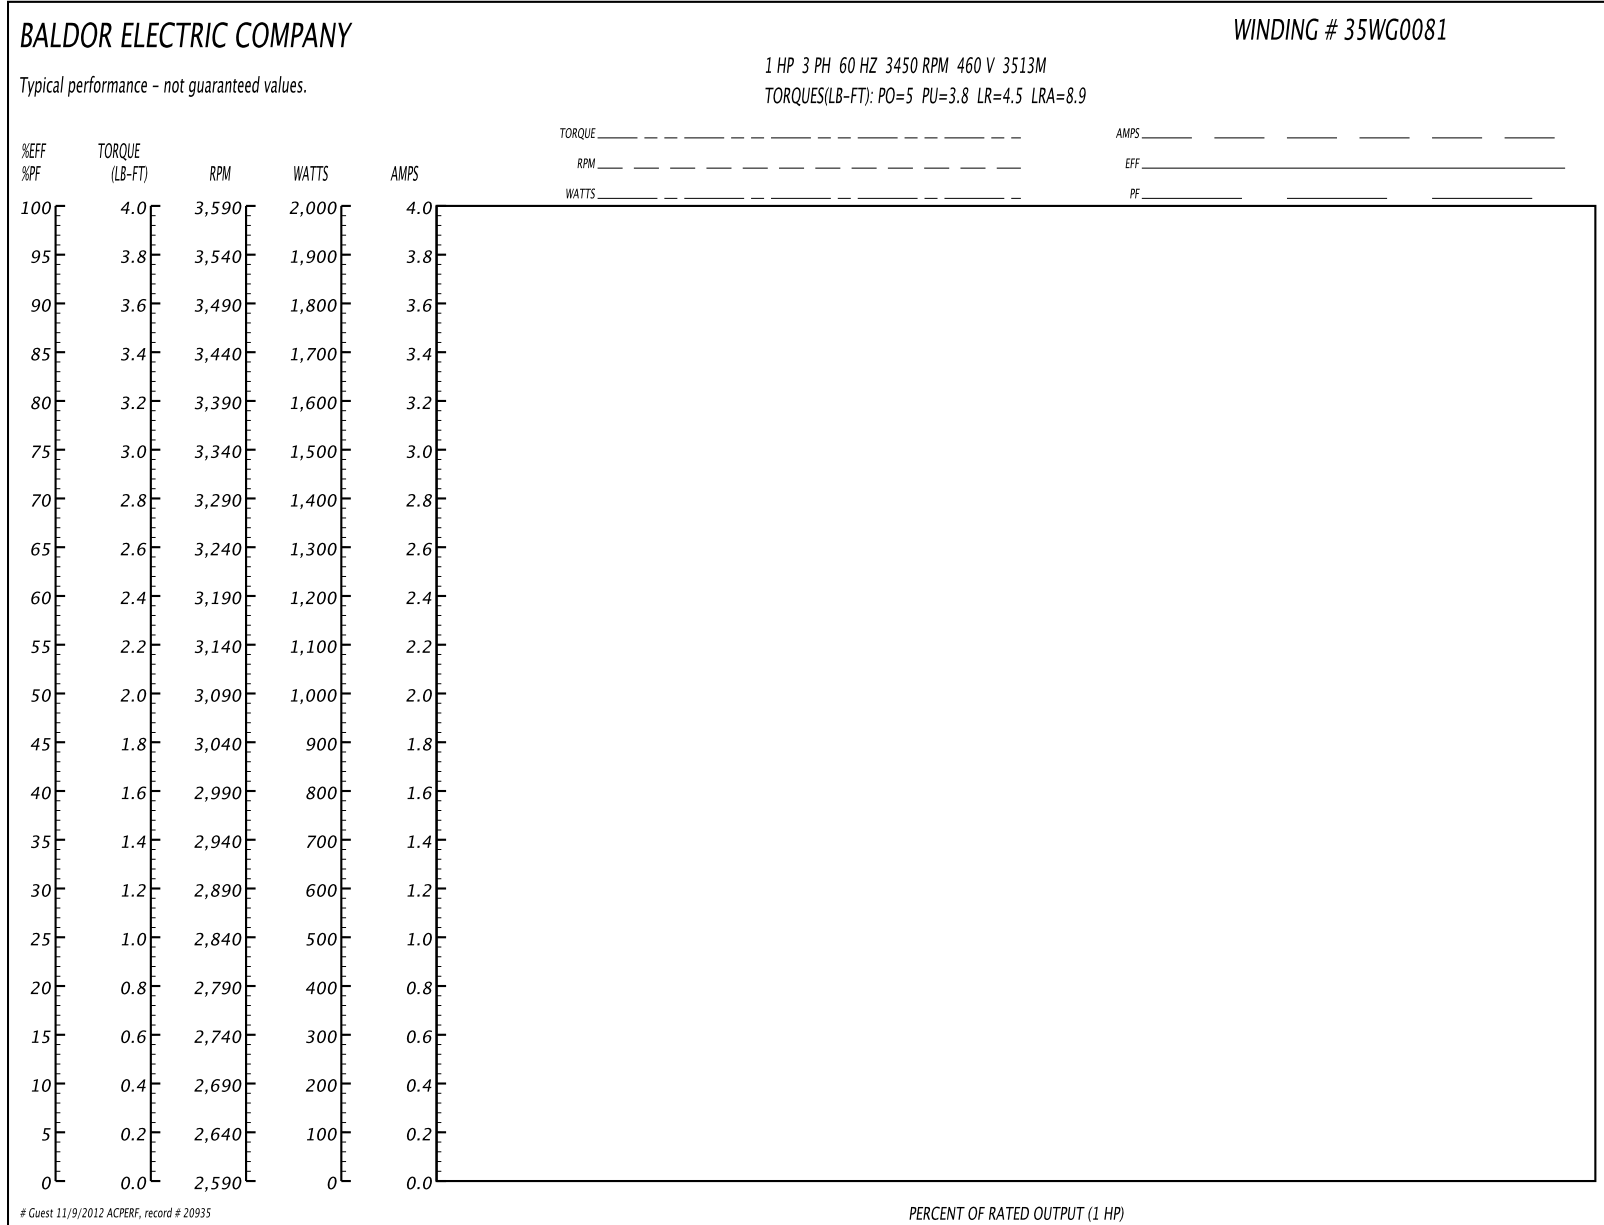 BALDOR ELECTRIC COMPANY
WINDING # 35WG0081
Typical performance - not guaranteed values.
1 HP 3 PH 60 HZ 3450 RPM 460 V 3513M
TORQUES(LB-FT): PO=5 PU=3.8 LR=4.5 LRA=8.9
TORQUE AMPS
RPM EFF
WATTS PF
%EFF TORQUE
%PF (LB-FT) RPM WATTS AMPS
100 4.0 3,590 2,000 4.0
95 3.8 3,540 1,900 3.8
90 3.6 3,490 1,800 3.6
85 3.4 3,440 1,700 3.4
80 3.2 3,390 1,600 3.2
75 3.0 3,340 1,500 3.0
70 2.8 3,290 1,400 2.8
65 2.6 3,240 1,300 2.6
60 2.4 3,190 1,200 2.4
55 2.2 3,140 1,100 2.2
50 2.0 3,090 1,000 2.0
45 1.8 3,040 900 1.8
40 1.6 2,990 800 1.6
35 1.4 2,940 700 1.4
30 1.2 2,890 600 1.2
25 1.0 2,840 500 1.0
20 0.8 2,790 400 0.8
15 0.6 2,740 300 0.6
10 0.4 2,690 200 0.4
5 0.2 2,640 100 0.2
0 0.0 2,590 0 0.0
# Guest 11/9/2012 ACPERF, record # 20935
PERCENT OF RATED OUTPUT (1 HP)